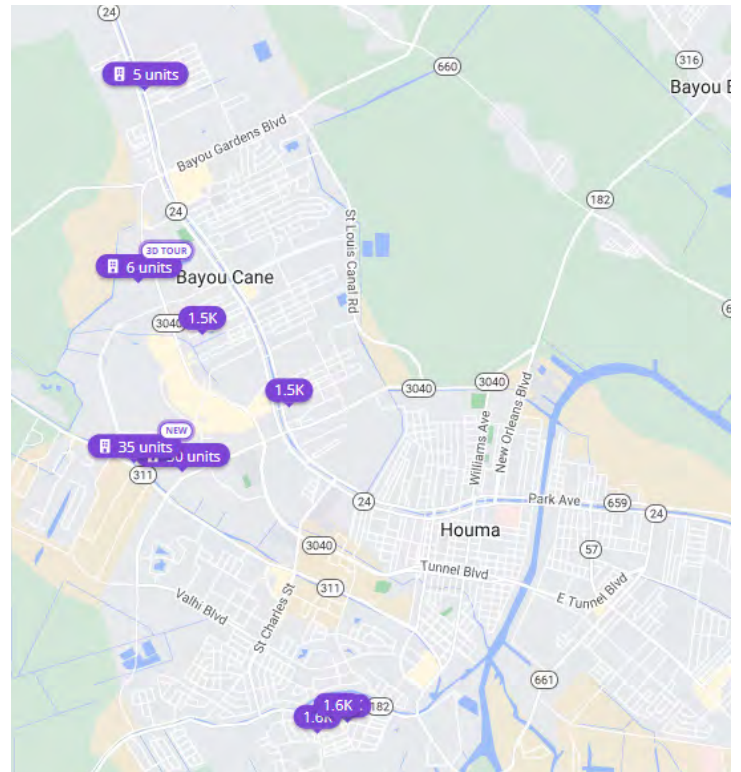 24
316
5 units
660
Bayou
Bayou Gardens Blvd
182
24
St Louis Canal Rd
3D TOUR
6 units
Bayou Cane
3040
1.5K
1.5K
3040
3040
Williams Ave
New Orleans Blvd
NEW
35 units
units
311
24
Park Ave
659
24
Houma
3040
57
Tunnel Blvd
311
E Tunnel Blvd
Valhi Blvd
St Charles St
661
1.6K
182
1.6K